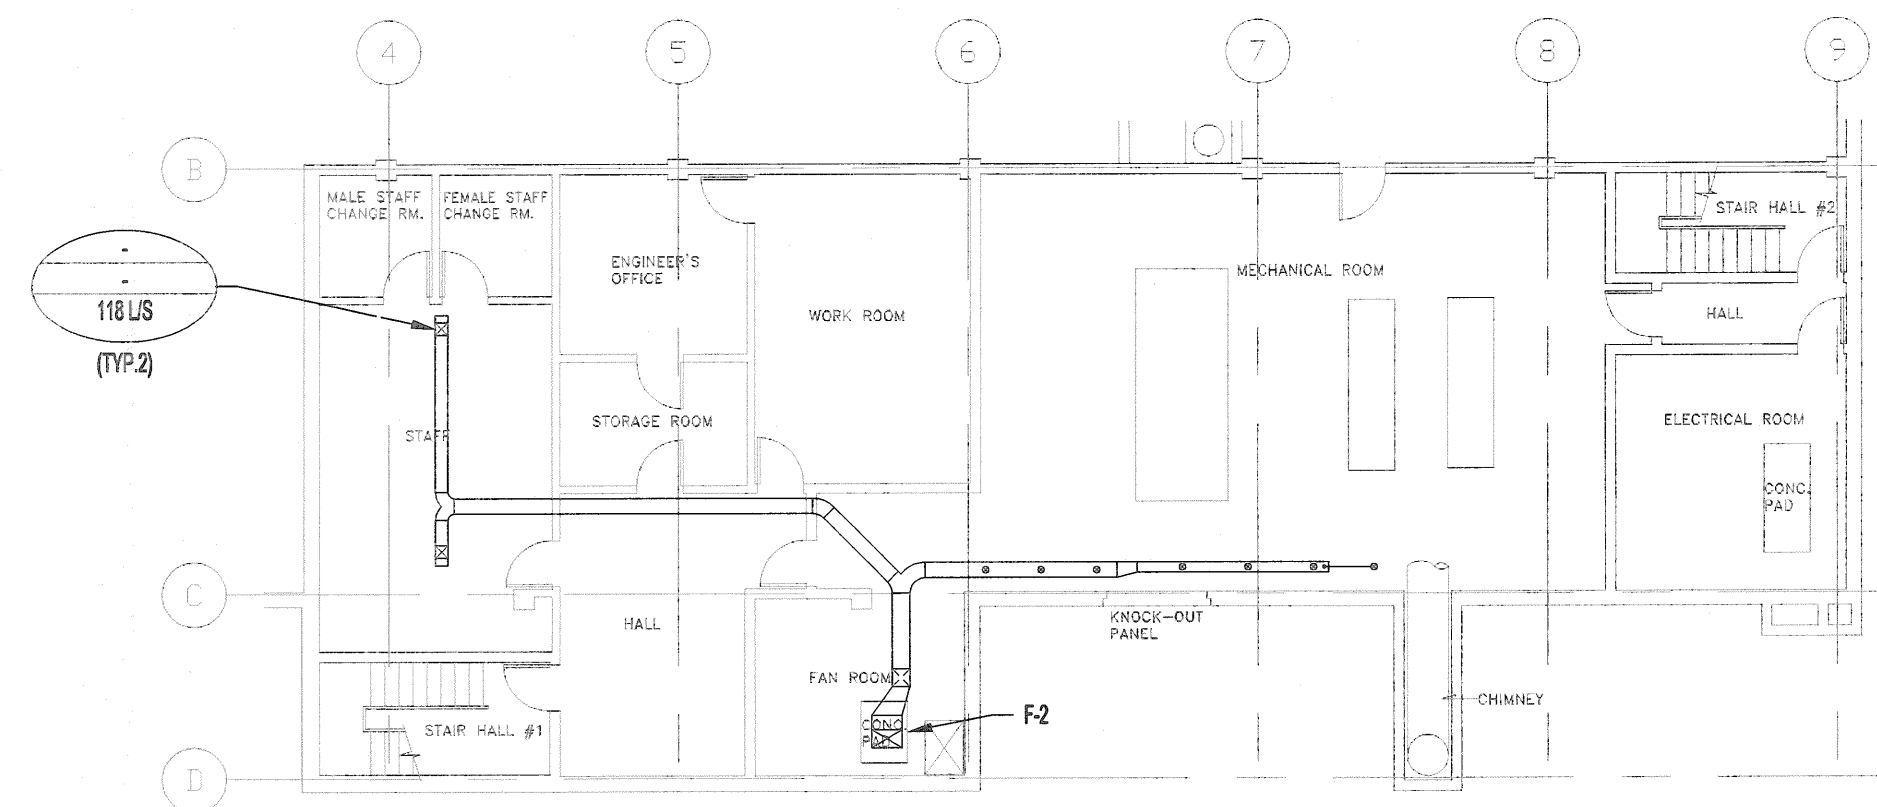 4
5
6
7
8
9
B
MALE STAFF
CHANGE RM.
FEMALE STAFF
CHANGE RM.
STAIR HALL #2
-
-
118 L/S
(TYP.2)
ENGINEER'S
OFFICE
MECHANICAL ROOM
WORK ROOM
HALL
STORAGE ROOM
STAFF
ELECTRICAL ROOM
CONC.
PAD
C
HALL
KNOCK-OUT
PANEL
FAN ROOM
CHIMNEY
F-2
CONC.
PAD
STAIR HALL #1
D